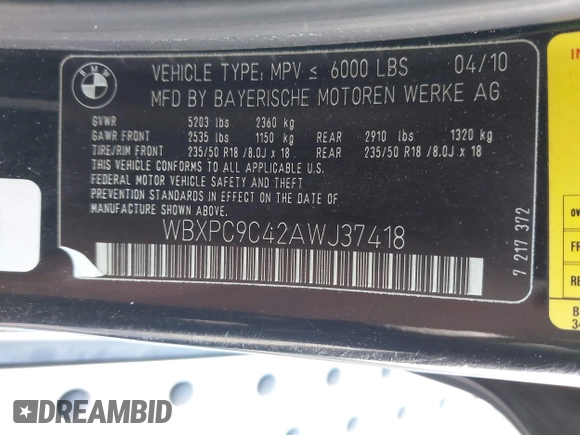 BMW
VEHICLE TYPE: MPV ≤ 6000 LBS 04/10
MFD BY BAYERISCHE MOTOREN WERKE AG
GVWR 5203 lbs 2360 kg
GAWR FRONT 2535 lbs 1150 kg REAR 2910 lbs 1320 kg
TIRE/RIM FRONT 235/50 R18 /8.0J x 18 REAR 235/50 R18 /8.0J x 18
THIS VEHICLE CONFORMS TO ALL APPLICABLE U.S.
FEDERAL MOTOR VEHICLE SAFETY AND THEFT
PREVENTION STANDARDS IN EFFECT ON THE DATE OF
MANUFACTURE SHOWN ABOVE.
WBXPC9C42AWJ37418
7 217 372
DREAMBID